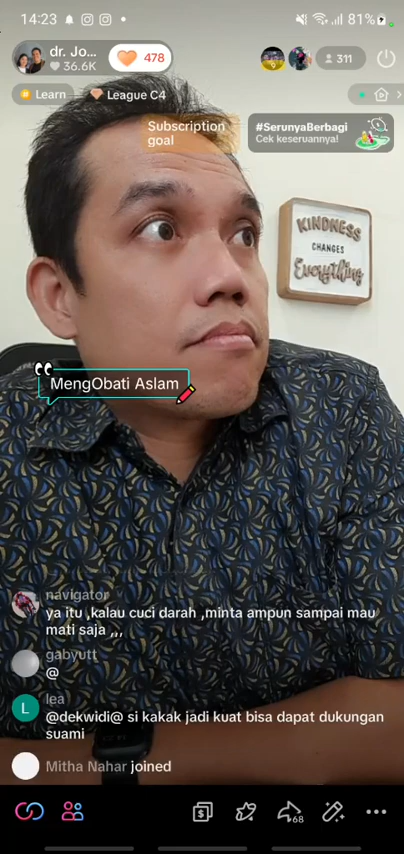 14:23
81%
dr. Jo...
36.6K
478
311
Learn
League C4
Subscription
goal
#SerunyaBerbagi
Cek keseruannya!
KINDNESS
CHANGES
Everything
MengObati Aslam
navigator
ya itu ,kalau cuci darah ,minta ampun sampai mau
mati saja ,,,
gabyutt
@
L
lea
@dekwidi@ si kakak jadi kuat bisa dapat dukungan
suami
Mitha Nahar joined
68